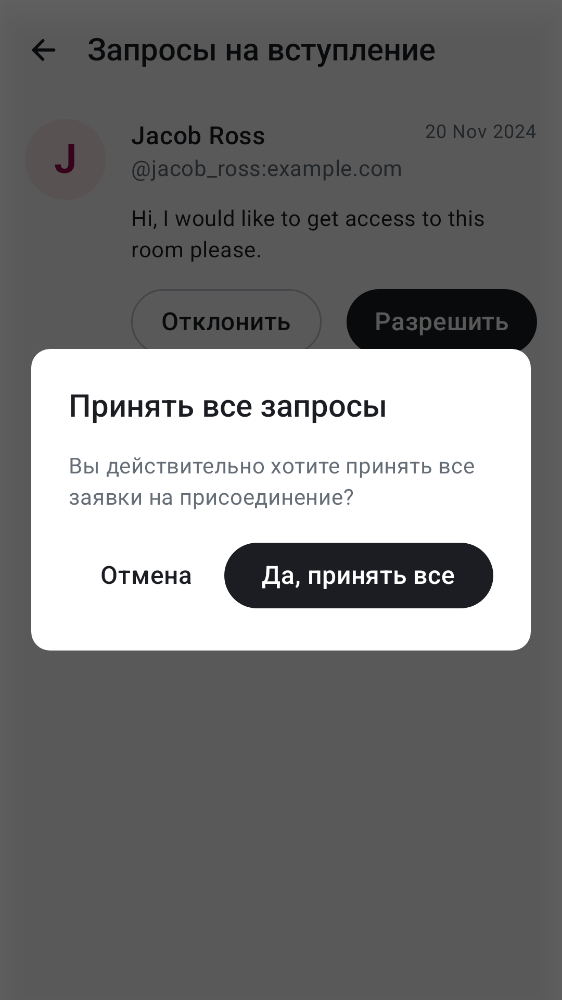 Запросы на вступление
J
Jacob Ross
20 Nov 2024
@jacob_ross:example.com
Hi, I would like to get access to this
room please.
Отклонить
Разрешить
Принять все запросы
Вы действительно хотите принять все
заявки на присоединение?
Отмена
Да, принять все